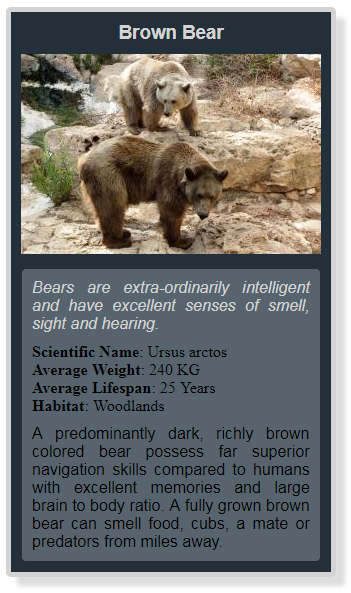 Brown Bear
Bears are extra-ordinarily intelligent
and have excellent senses of smell,
sight and hearing.
Scientific Name: Ursus arctos
Average Weight: 240 KG
Average Lifespan: 25 Years
Habitat: Woodlands
A predominantly dark, richly brown
colored bear possess far superior
navigation skills compared to humans
with excellent memories and large
brain to body ratio. A fully grown brown
bear can smell food, cubs, a mate or
predators from miles away.